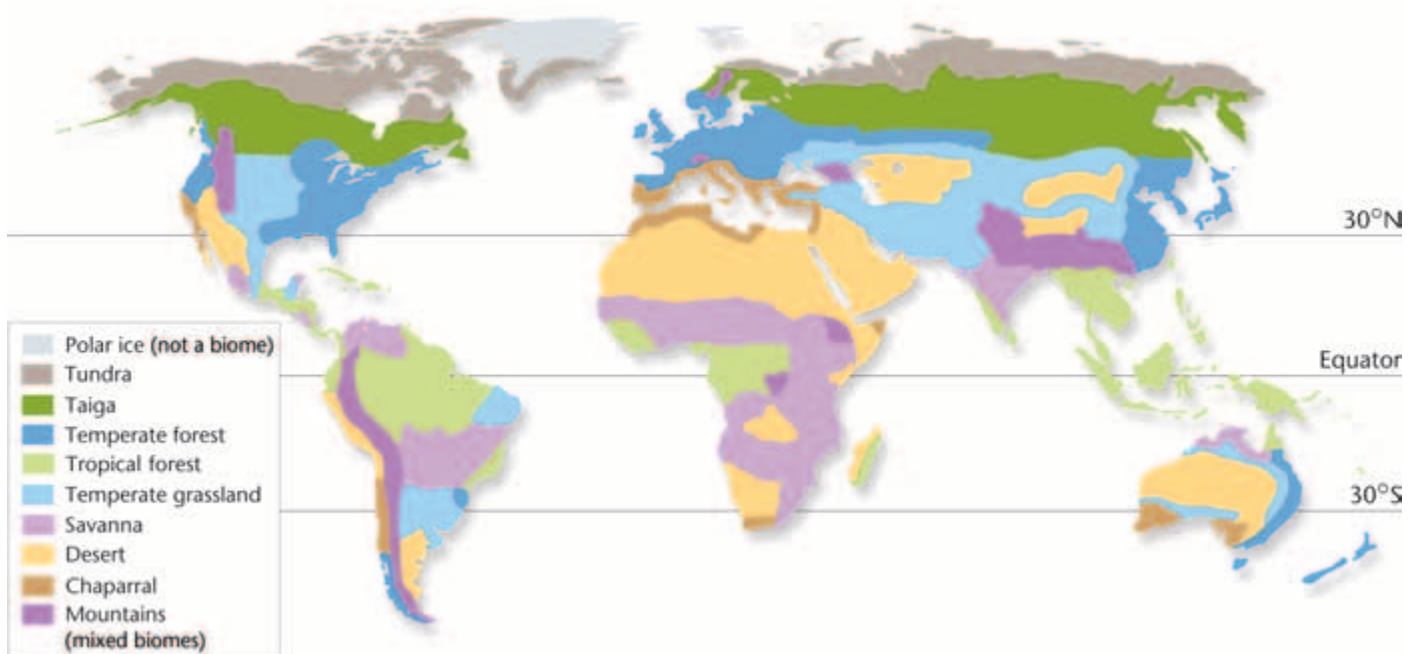 30°N
Equator
30°S
Polar ice (not a biome)
Tundra
Taiga
Temperate forest
Tropical forest
Temperate grassland
Savanna
Desert
Chaparral
Mountains
(mixed biomes)